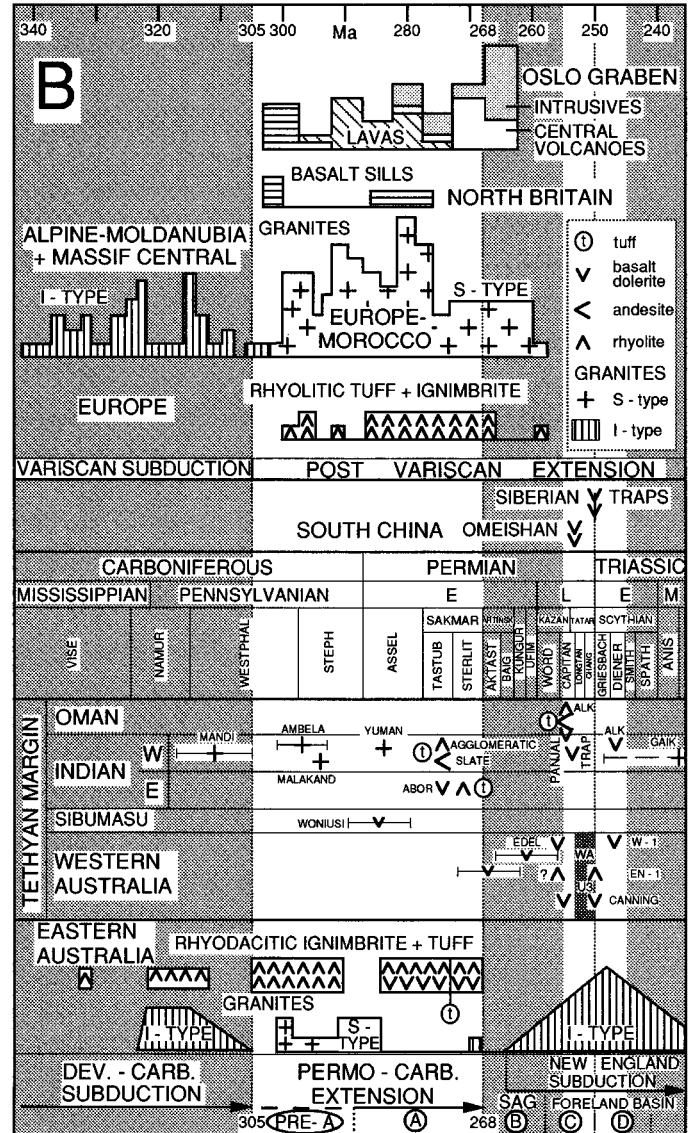 340 320 305 300 Ma 280 268 260 250 240
B
OSLO GRABEN
INTRUSIVES
LAVAS
CENTRAL
VOLCANOES
BASALT SILLS
NORTH BRITAIN
GRANITES
ALPINE-MOLDANUBIA
+ MASSIF CENTRAL
I - TYPE
S - TYPE
EUROPE-
MOROCCO
t tuff
basalt
dolerite
andesite
rhyolite
GRANITES
+ S-type
I - type
RHYOLITIC TUFF + IGNIMBRITE
EUROPE
VARISCAN SUBDUCTION POST VARISCAN EXTENSION
SIBERIAN TRAPS
SOUTH CHINA OMEISHAN
CARBONIFEROUS PERMIAN TRIASSIC
MISSISSIPPIAN PENNSYLVANIAN E L E M
SAKMAR ARTINSK KAZAN TATAR SCYTHIAN
VISE NAMUR WESTPHAL STEPH ASSEL TASTUB STERLIT AKTAST BAIG KUNGUR UFIM WORD CAPITAN LONGTAN CHANG GRIESBACH DIENER SMITH SPATH ANIS
TETHYAN MARGIN
OMAN t ALK
INDIAN W MANDI AMBELA YUMAN t AGGLOMERATIC
SLATE PANJAL TRAP ALK GAIK
MALAKAND
E ABOR t
SIBUMASU WONIUSI
WESTERN
AUSTRALIA
EDEL WA W - 1
? U3 EN - 1
CANNING
EASTERN
AUSTRALIA
RHYODACITIC IGNIMBRITE + TUFF
GRANITES t
I - TYPE S -
TYPE I - TYPE
DEV. - CARB.
SUBDUCTION
PERMO - CARB.
EXTENSION
NEW ENGLAND
SUBDUCTION
SAG FORELAND BASIN
305 PRE- A A 268 B C D